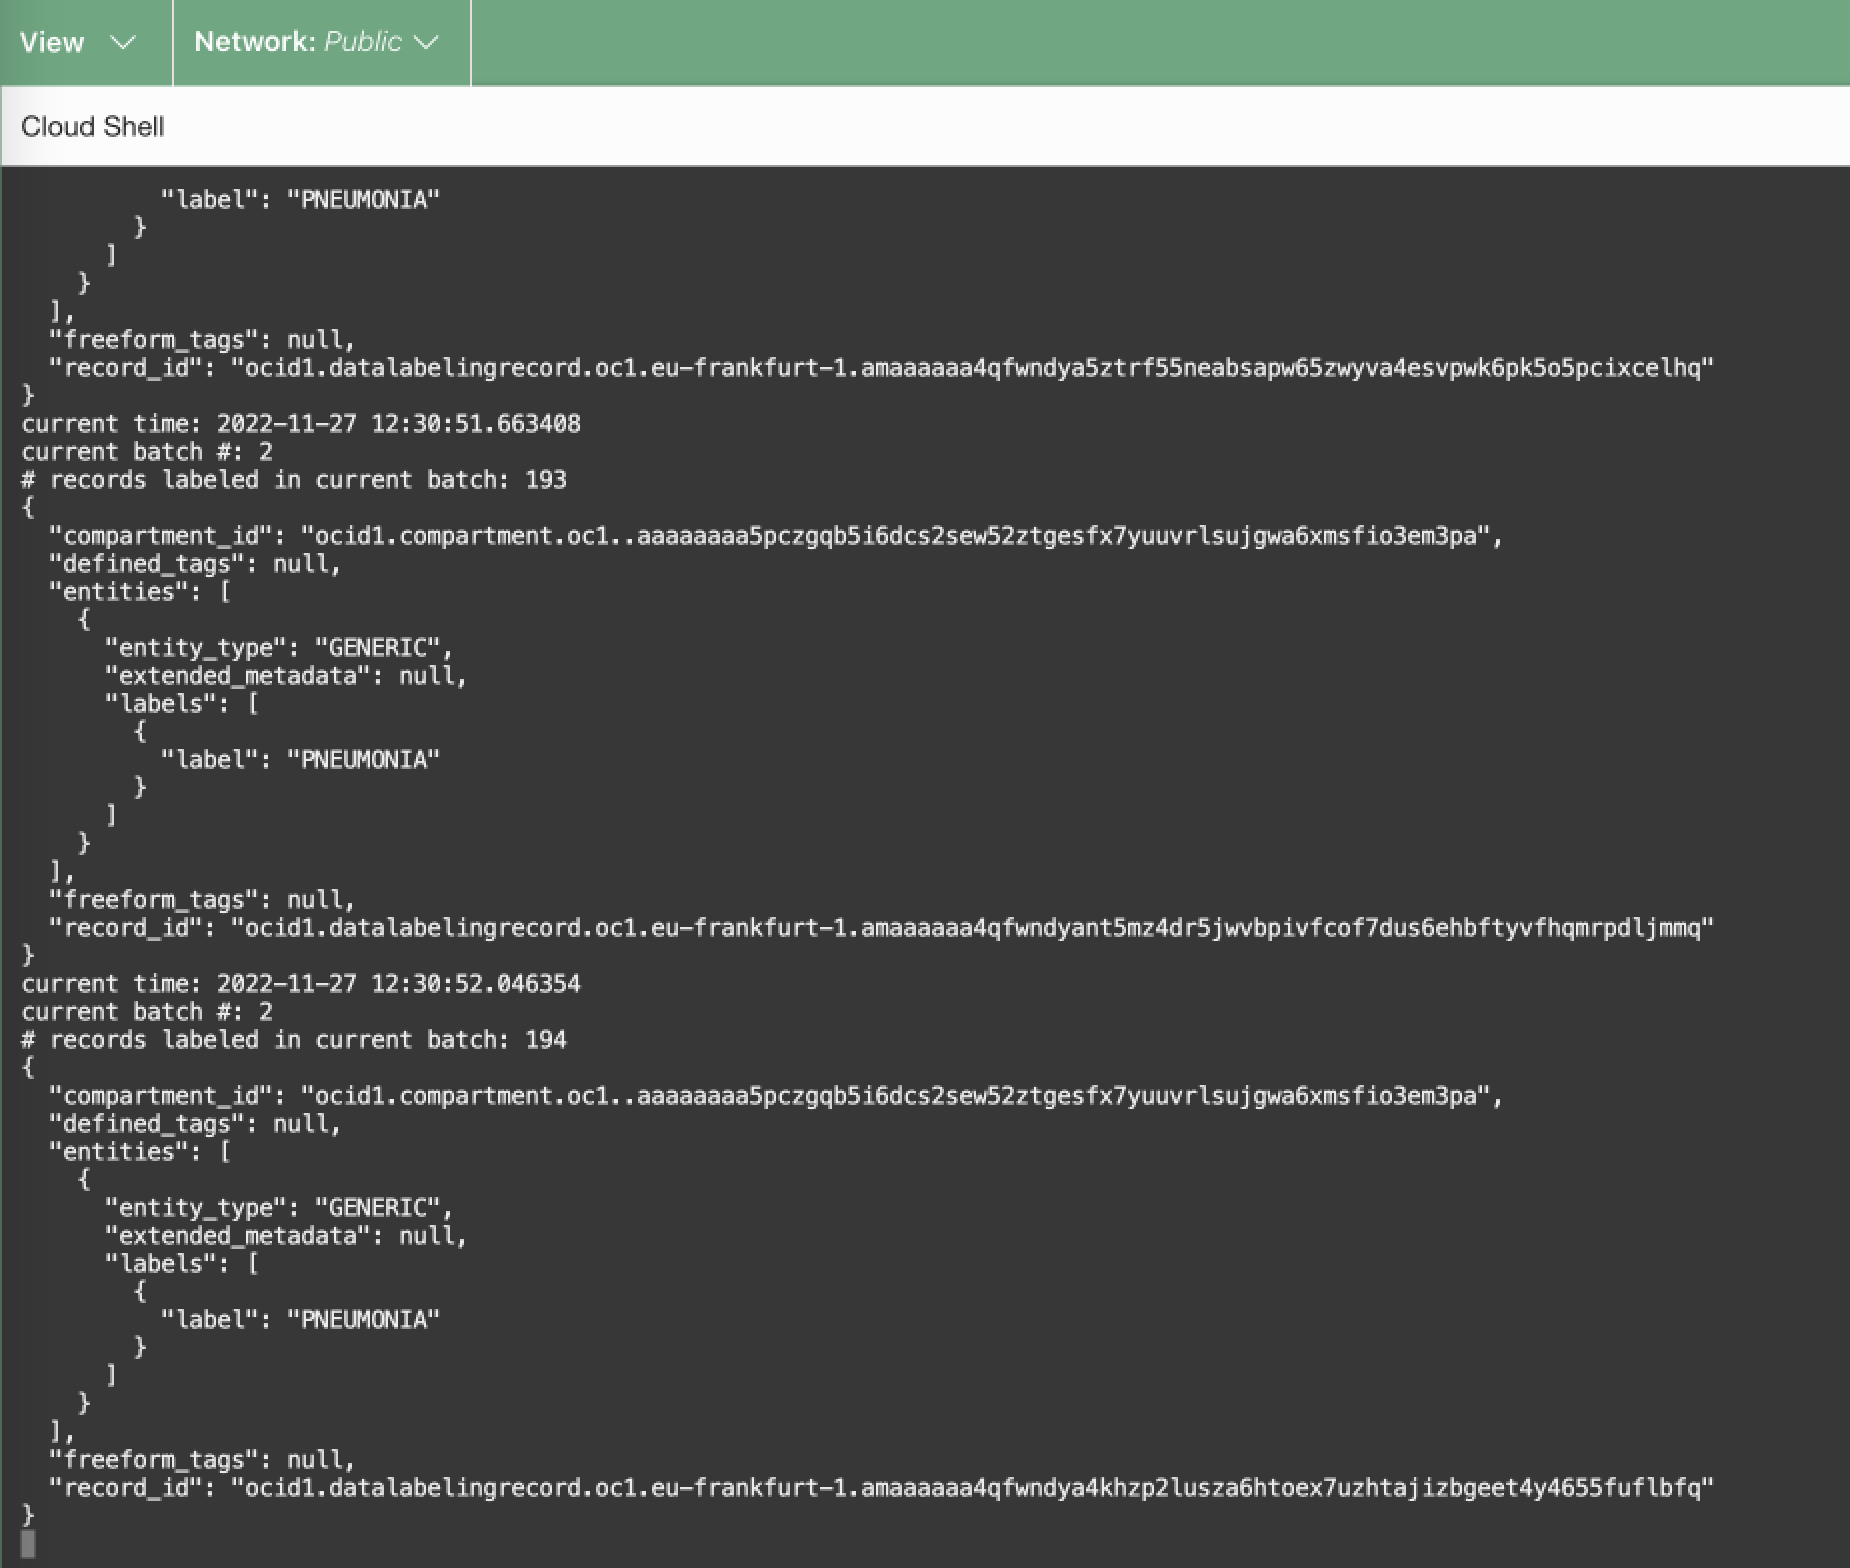 View Network: Public
Cloud Shell
"label": "PNEUMONIA"
}
]
}
],
"freeform_tags": null,
"record_id": "ocid1.datalabelingrecord.oc1.eu-frankfurt-1.amaaaaaa4qfwndya5ztrf55neabsapw65zwyva4esvpwk6pk5o5pcixcelhq"
}
current time: 2022-11-27 12:30:51.663408
current batch #: 2
# records labeled in current batch: 193
{
"compartment_id": "ocid1.compartment.oc1..aaaaaaaa5pczgqb5i6dcs2sew52ztgesfx7yuuvrlsujgwa6xmsfio3em3pa",
"defined_tags": null,
"entities": [
{
"entity_type": "GENERIC",
"extended_metadata": null,
"labels": [
{
"label": "PNEUMONIA"
}
]
}
],
"freeform_tags": null,
"record_id": "ocid1.datalabelingrecord.oc1.eu-frankfurt-1.amaaaaaa4qfwndyant5mz4dr5jwvbpivfcof7dus6ehbftyvfhqmrpdljmmq"
}
current time: 2022-11-27 12:30:52.046354
current batch #: 2
# records labeled in current batch: 194
{
"compartment_id": "ocid1.compartment.oc1..aaaaaaaa5pczgqb5i6dcs2sew52ztgesfx7yuuvrlsujgwa6xmsfio3em3pa",
"defined_tags": null,
"entities": [
{
"entity_type": "GENERIC",
"extended_metadata": null,
"labels": [
{
"label": "PNEUMONIA"
}
]
}
],
"freeform_tags": null,
"record_id": "ocid1.datalabelingrecord.oc1.eu-frankfurt-1.amaaaaaa4qfwndya4khzp2lusza6htoex7uzhtajizbgeet4y4655fuflbfq"
}